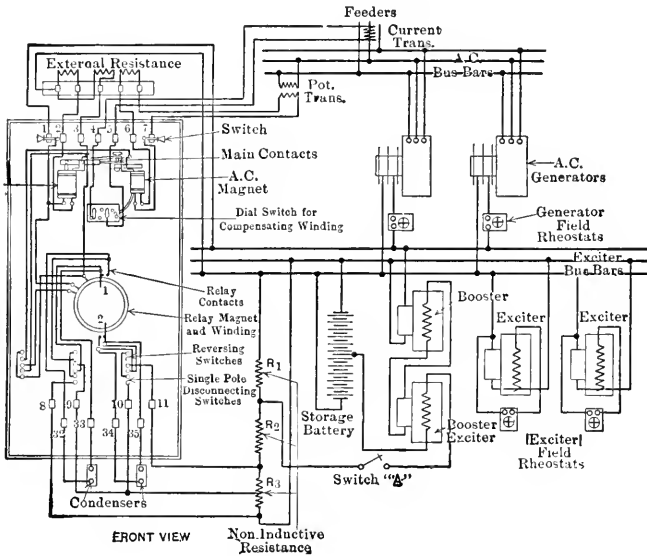 Feeders
Current
Trans.
External Resistance
A.C.
Bus Bars
Pot.
Trans.
1 2 3 4 5 6 7
Switch
Main Contacts
A.C.
Magnet
A.C.
Generators
Dial Switch for
Compensating Winding
Generator
Field
Rheostats
Exciter
Bus Bars
Relay
Contacts
1
Relay Magnet
and Winding
2
Booster
Exciter
Exciter
Reversing
Switches
R1
Single Pole
Disconnecting
Switches
8 9 10 11
32 33 34 35
R2
Storage
Battery
Booster
Exciter
Exciter
Field
Rheostats
R3
Switch "A"
Condensers
FRONT VIEW
Non Inductive
Resistance